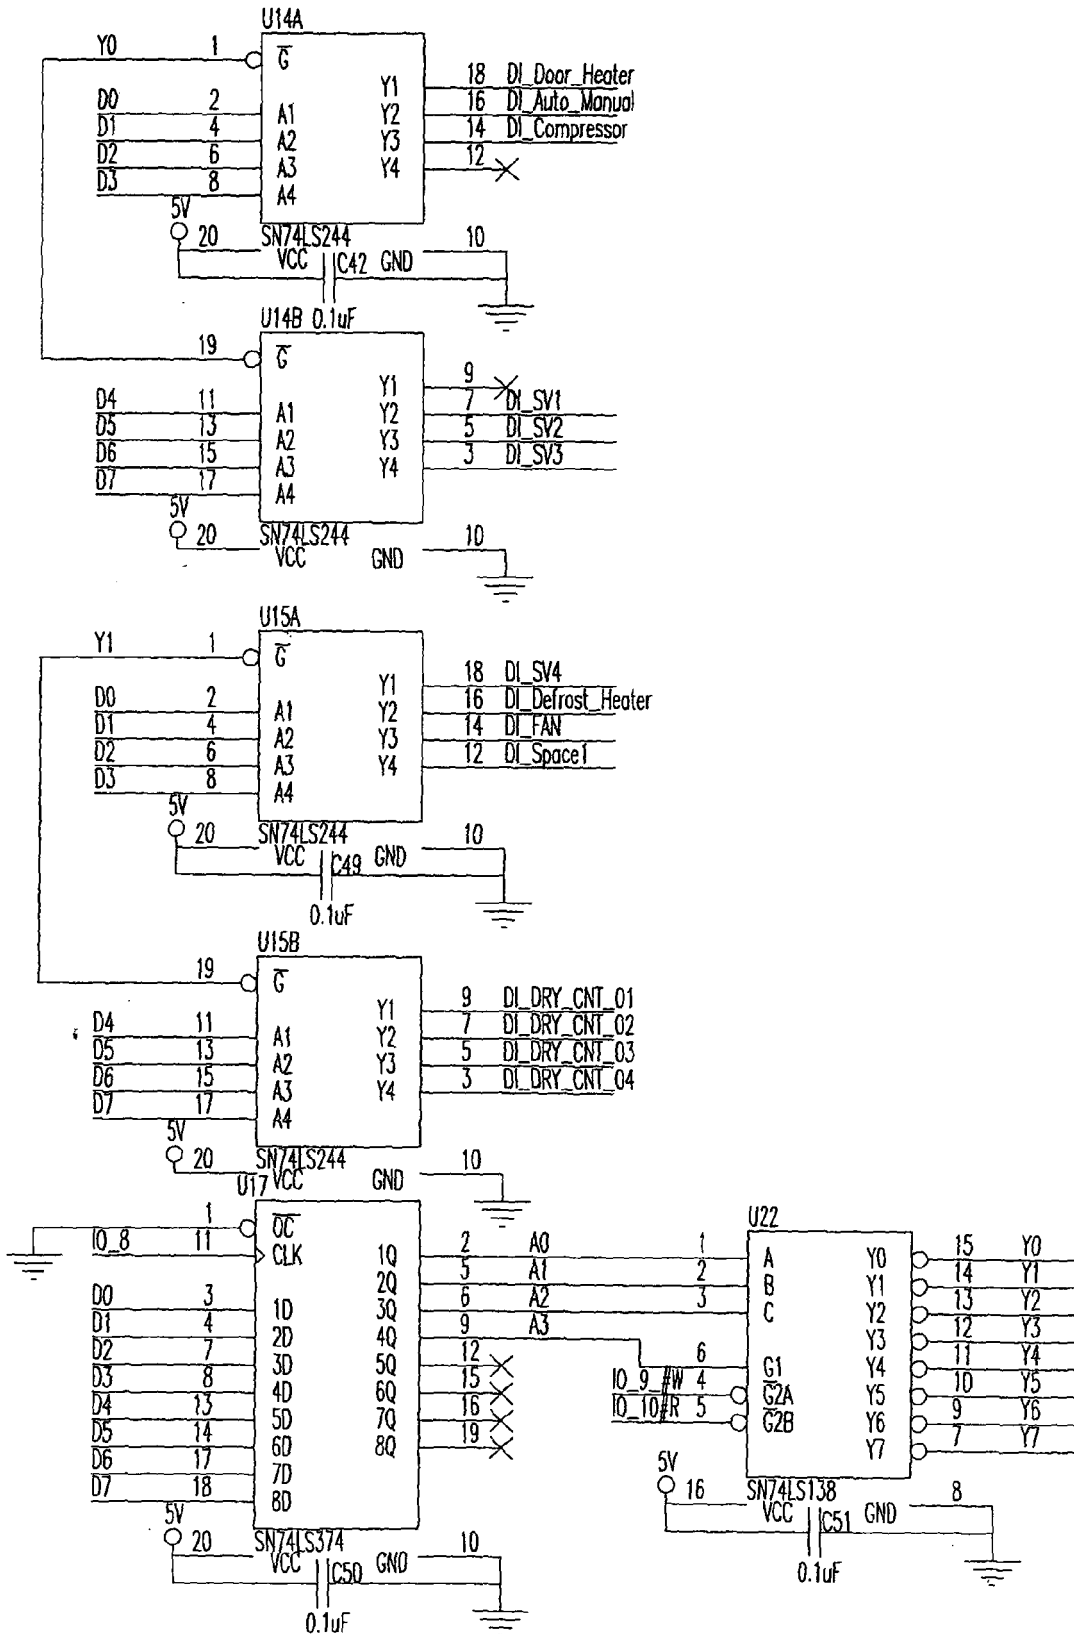 U14A
Y0 1 G
Y1 18 DI_Door_Heater
D0 2 A1 Y2 16 DI_Auto_Manual
D1 4 A2 Y3 14 DI_Compressor
D2 6 A3 Y4 12
D3 8 A4
5V
20 SN74LS244 10
VCC C42 GND
U14B 0.1uF
19 G
Y1 9
D4 11 A1 Y2 7 DI_SV1
D5 13 A2 Y3 5 DI_SV2
D6 15 A3 Y4 3 DI_SV3
D7 17 A4
5V
20 SN74LS244 10
VCC GND
U15A
Y1 1 G
Y1 18 DI_SV4
D0 2 A1 Y2 16 DI_Defrost_Heater
D1 4 A2 Y3 14 DI_FAN
D2 6 A3 Y4 12 DI_Space1
D3 8 A4
5V
20 SN74LS244 10
VCC C49 GND
0.1uF
U15B
19 G
Y1 9 DI_DRY_CNT_01
D4 11 A1 Y2 7 DI_DRY_CNT_02
D5 13 A2 Y3 5 DI_DRY_CNT_03
D6 15 A3 Y4 3 DI_DRY_CNT_04
D7 17 A4
5V
20 SN74LS244 10
VCC GND
U17
1 OC
IO_8 11 CLK 1Q 2 A0
2Q 5 A1
D0 3 1D 3Q 6 A2
D1 4 2D 4Q 9 A3
D2 7 3D 5Q 12
D3 8 4D 6Q 15
D4 13 5D 7Q 16
D5 14 6D 8Q 19
D6 17 7D
D7 18 8D
5V
20 SN74LS374 10
VCC C50 GND
0.1uF
U22
1 A Y0 15 Y0
2 B Y1 14 Y1
3 C Y2 13 Y2
Y3 12 Y3
6 G1 Y4 11 Y4
IO_9_#W 4 G2A Y5 10 Y5
IO_10#R 5 G2B Y6 9 Y6
Y7 7 Y7
5V
16 SN74LS138 8
VCC C51 GND
0.1uF